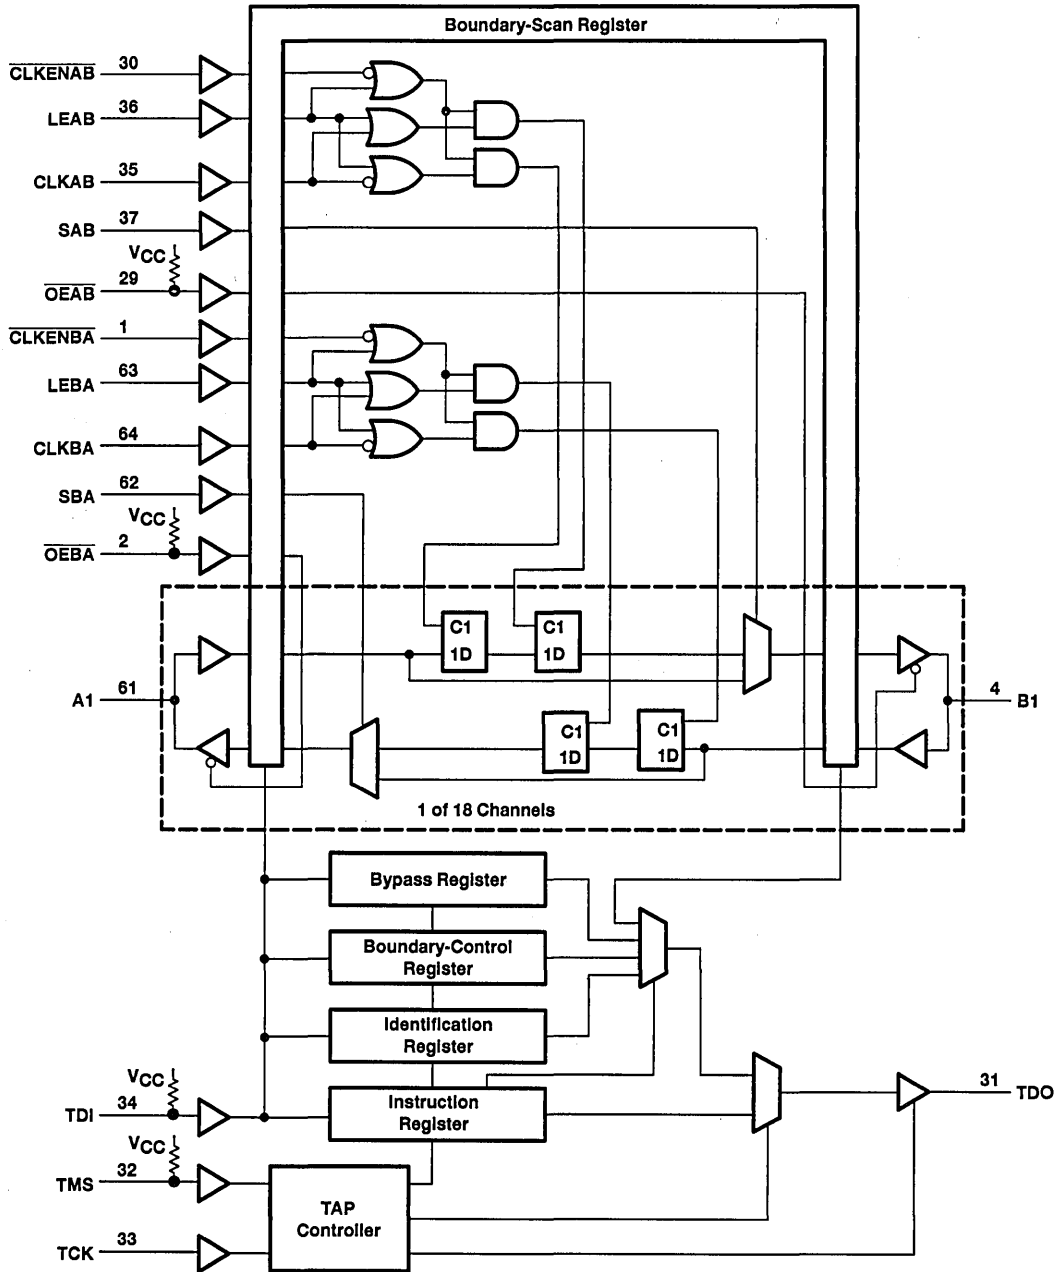 Boundary-Scan Register
CLKENAB 30
LEAB 36
CLKAB 35
SAB 37
VCC
OEAB 29
CLKENBA 1
LEBA 63
CLKBA 64
SBA 62
VCC
OEBA 2
C1
1D
C1
1D
A1 61
4 B1
C1
1D
C1
1D
1 of 18 Channels
Bypass Register
Boundary-Control
Register
Identification
Register
VCC
TDI 34
Instruction
Register
31 TDO
VCC
TMS 32
TAP
Controller
TCK 33